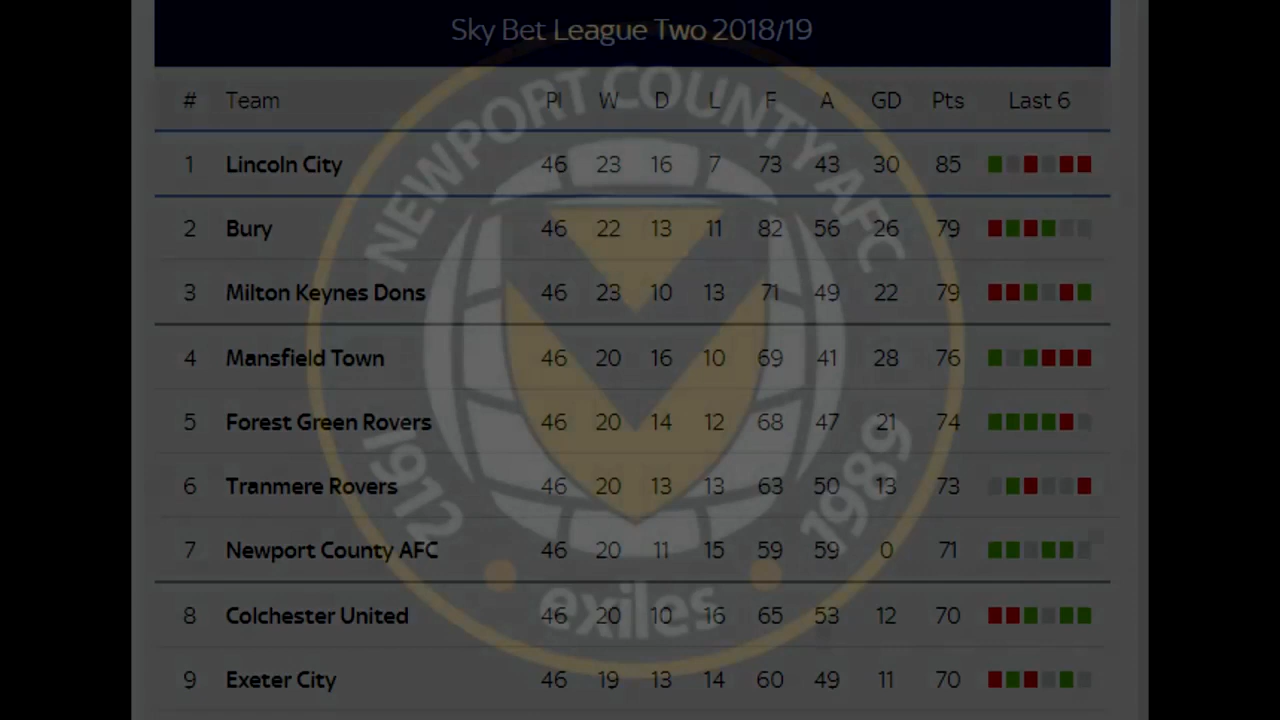 Sky Bet League Two 2018/19
# Team Pl W D L F A GD Pts Last 6
1 Lincoln City 46 23 16 7 73 43 30 85
2 Bury 46 22 13 11 82 56 26 79
3 Milton Keynes Dons 46 23 10 13 71 49 22 79
4 Mansfield Town 46 20 16 10 69 41 28 76
5 Forest Green Rovers 46 20 14 12 68 47 21 74
6 Tranmere Rovers 46 20 13 13 63 50 13 73
7 Newport County AFC 46 20 11 15 59 59 0 71
8 Colchester United 46 20 10 16 65 53 12 70
9 Exeter City 46 19 13 14 60 49 11 70
NEWPORT COUNTY AFC
1912 1989
exiles